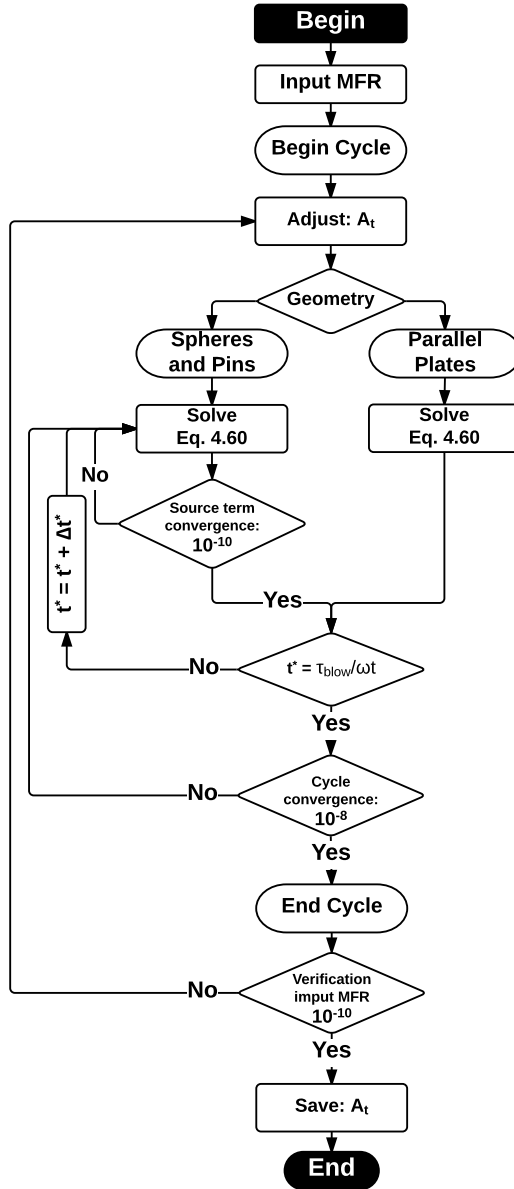 Begin
Input MFR
Begin Cycle
Adjust: Aₜ
Geometry
Spheres
and Pins
Parallel
Plates
Solve
Eq. 4.60
Solve
Eq. 4.60
No
Source term
convergence:
10⁻¹⁰
t* = t* + Δt*
Yes
No
t* = τblow/ωt
Yes
No
Cycle
convergence:
10⁻⁸
Yes
End Cycle
No
Verification
imput MFR
10⁻¹⁰
Yes
Save: Aₜ
End